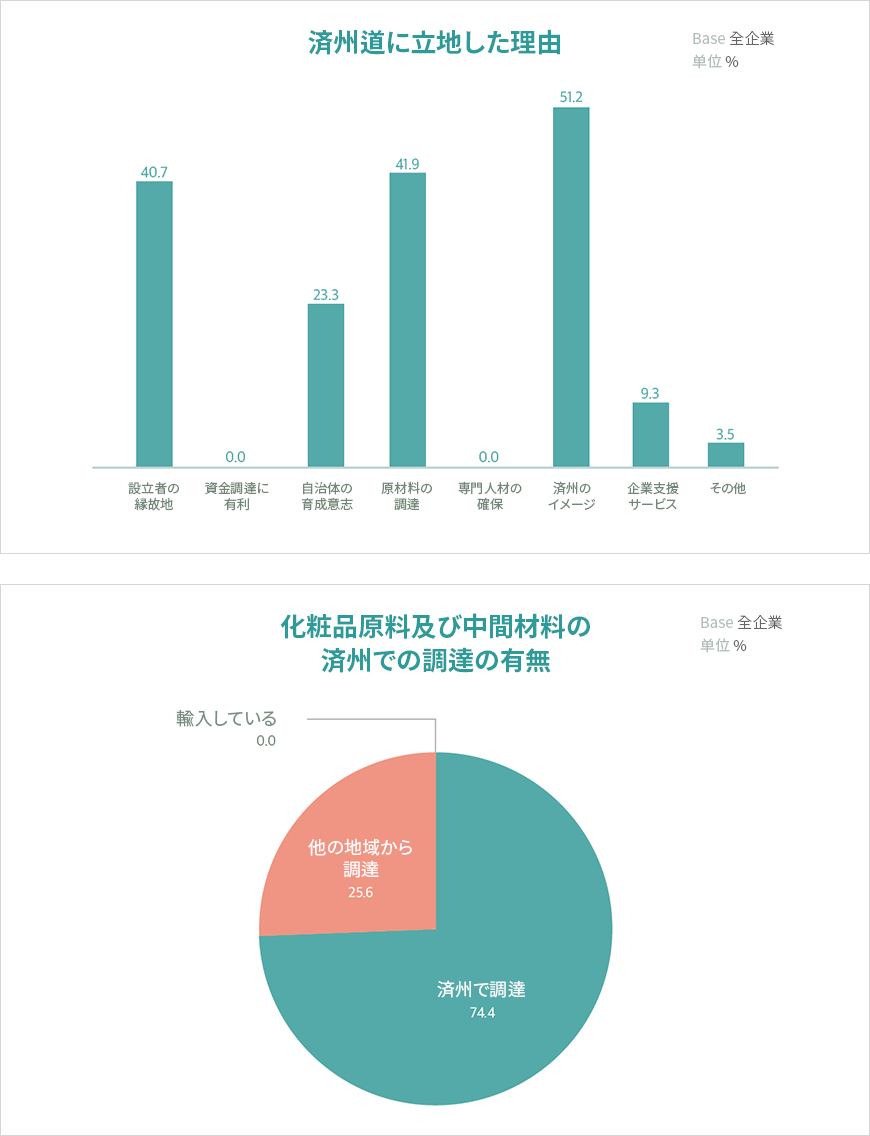 済州道に立地した理由
Base 全企業
单位 %
51.2
41.9
40.7
23.3
9.3
3.5
0.0
0.0
設立者の
縁故地
資金調達に
有利
自治体の
育成意志
原材料の
調達
専門人材の
確保
済州の
イメージ
企業支援
サービス
その他
化粧品原料及び中間材料の
済州での調達の有無
Base 全企業
单位 %
輸入している
0.0
他の地域から
調達
25.6
済州で調達
74.4